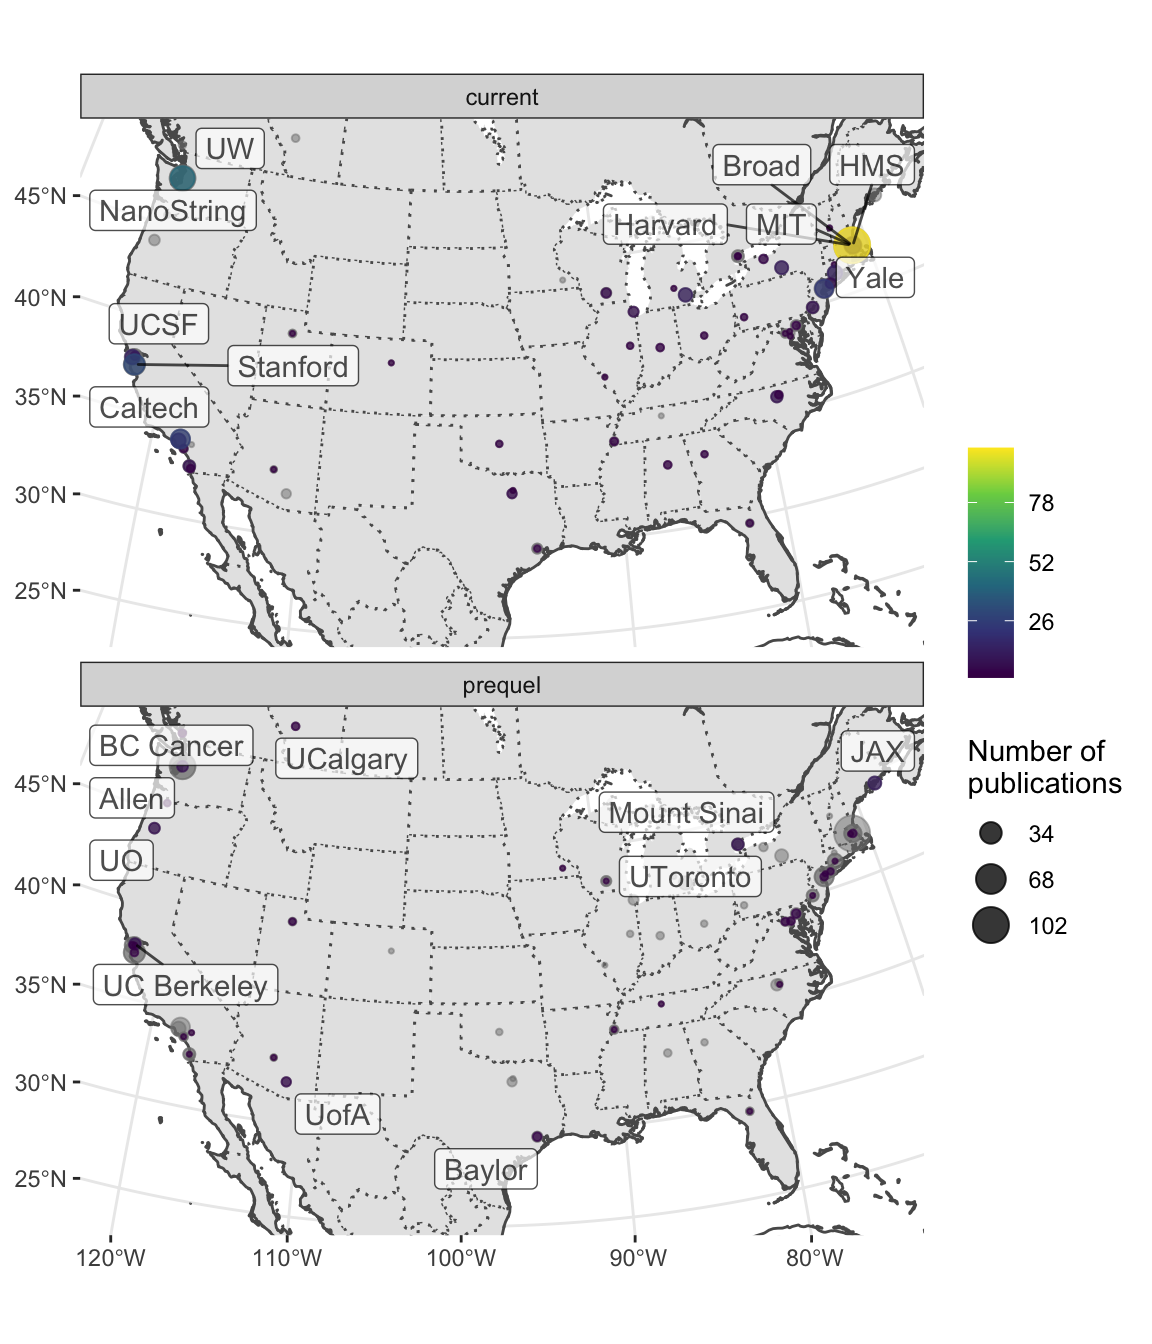 current
UW
Broad
HMS
45°N
NanoString
Harvard
MIT
Yale
40°N
UCSF
Stanford
35°N
Caltech
30°N
25°N
78
52
26
prequel
BC Cancer
UCalgary
JAX
45°N
Allen
Mount Sinai
UO
UToronto
40°N
35°N
UC Berkeley
30°N
UofA
Baylor
25°N
120°W
110°W
100°W
90°W
80°W
Number of
publications
34
68
102